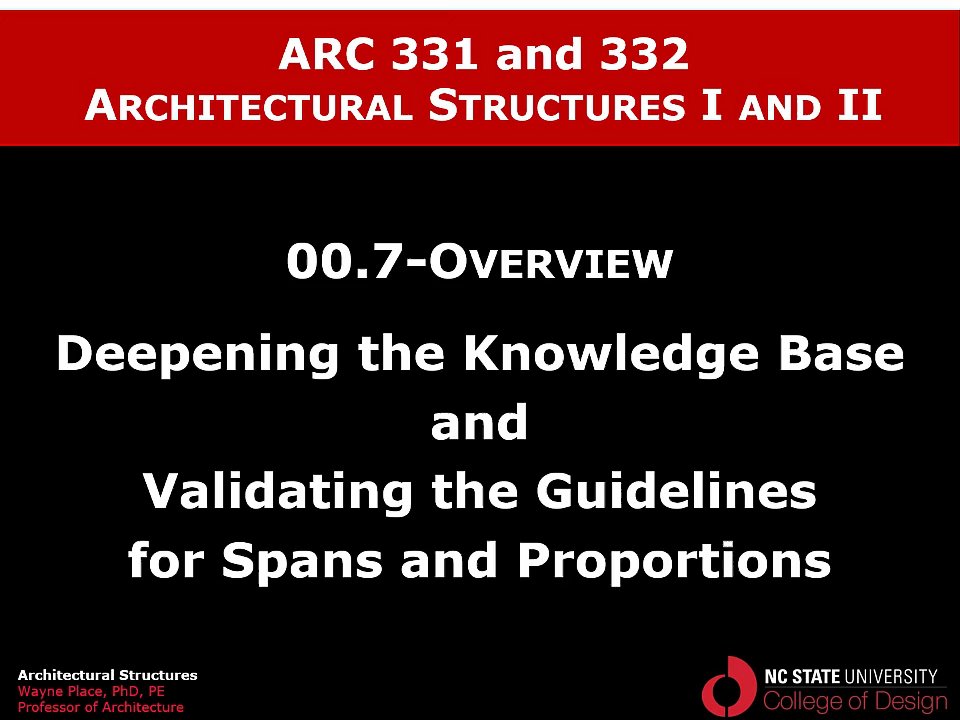 ARC 331 and 332
ARCHITECTURAL STRUCTURES I AND II
00.7-OVERVIEW
Deepening the Knowledge Base
and
Validating the Guidelines
for Spans and Proportions
Architectural Structures
Wayne Place, PhD, PE
Professor of Architecture
NC STATE UNIVERSITY
College of Design